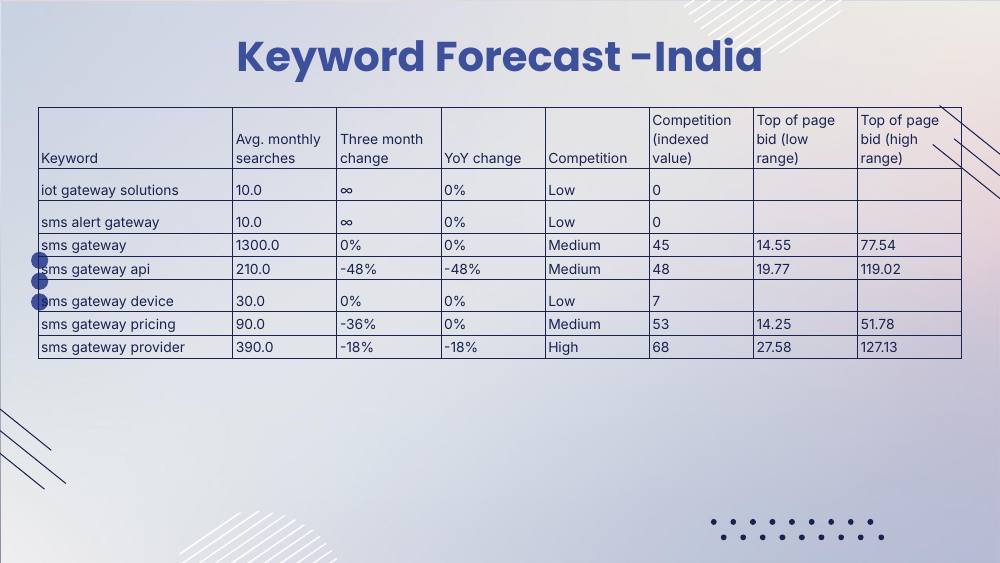 Keyword Forecast -India
Keyword | Avg. monthly searches | Three month change | YoY change | Competition | Competition (indexed value) | Top of page bid (low range) | Top of page bid (high range)
iot gateway solutions | 10.0 | ∞ | 0% | Low | 0 | |
sms alert gateway | 10.0 | ∞ | 0% | Low | 0 | |
sms gateway | 1300.0 | 0% | 0% | Medium | 45 | 14.55 | 77.54
sms gateway api | 210.0 | -48% | -48% | Medium | 48 | 19.77 | 119.02
sms gateway device | 30.0 | 0% | 0% | Low | 7 | |
sms gateway pricing | 90.0 | -36% | 0% | Medium | 53 | 14.25 | 51.78
sms gateway provider | 390.0 | -18% | -18% | High | 68 | 27.58 | 127.13